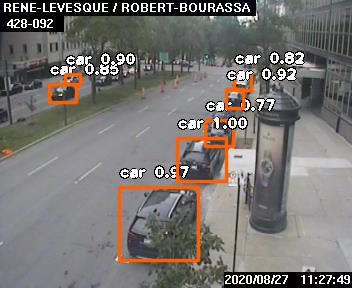 RENE-LEVESQUE / ROBERT-BOURASSA
428-092
car 0.90
car 0.85
car 0.82
car 0.92
car 0.77
car 1.00
car 0.97
2020/08/27 11:27:49